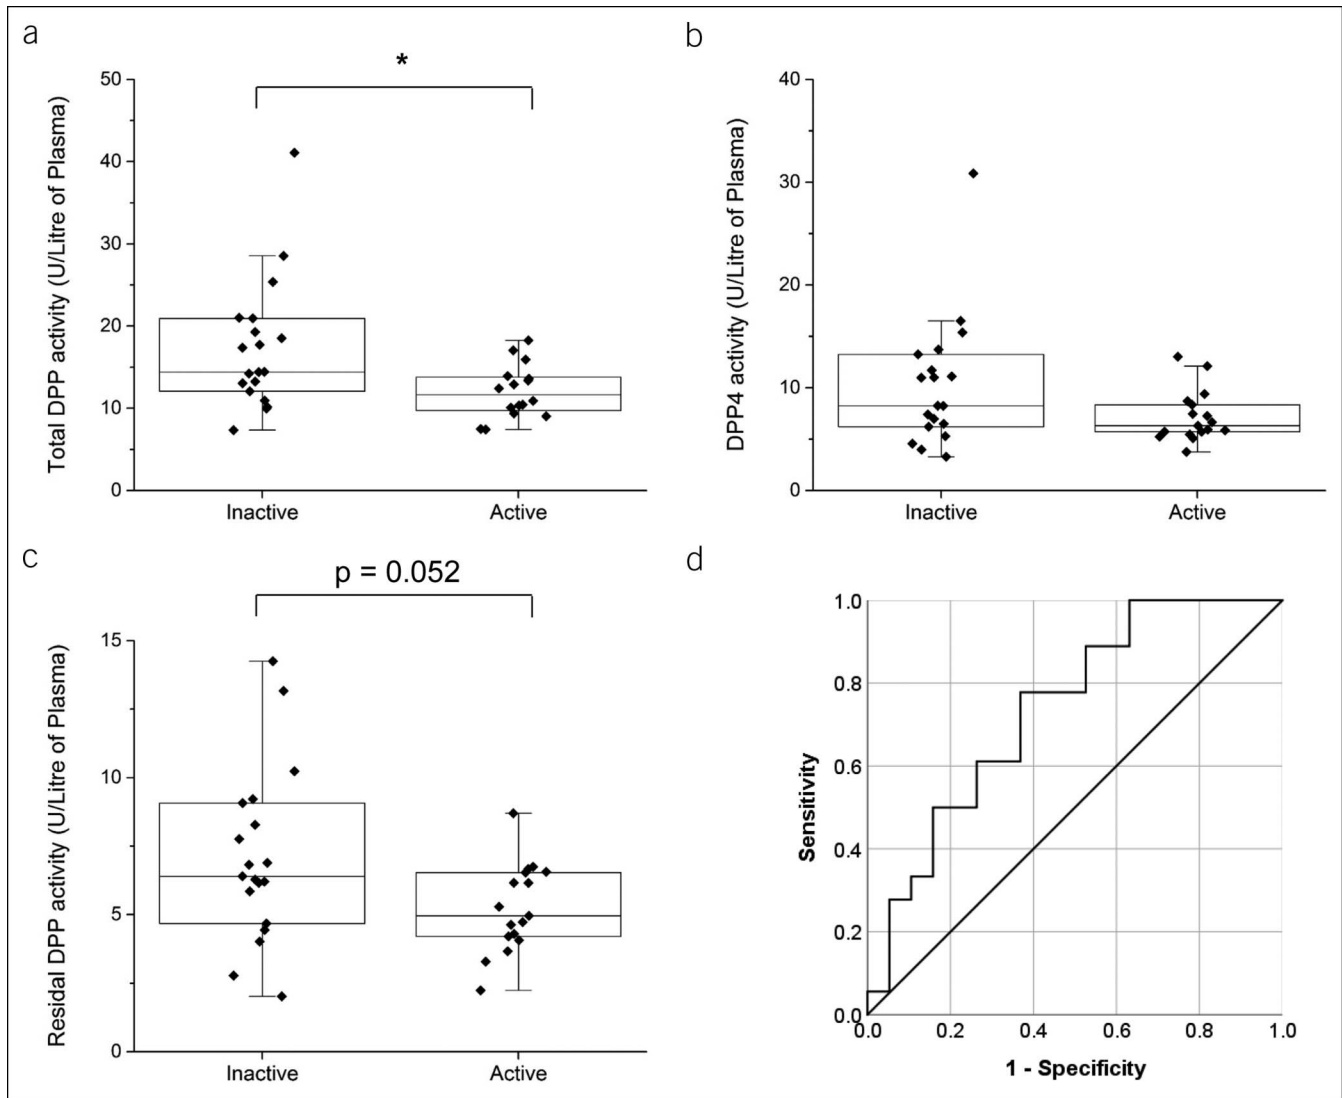 a
*
50
40
30
20
10
0
Total DPP activity (U/Litre of Plasma)
Inactive
Active
b
40
30
20
10
0
DPP4 activity (U/Litre of Plasma)
Inactive
Active
c
p = 0.052
15
10
5
0
Residal DPP activity (U/Litre of Plasma)
Inactive
Active
d
1.0
0.8
0.6
0.4
0.2
0.0
Sensitivity
0.0 0.2 0.4 0.6 0.8 1.0
1 - Specificity